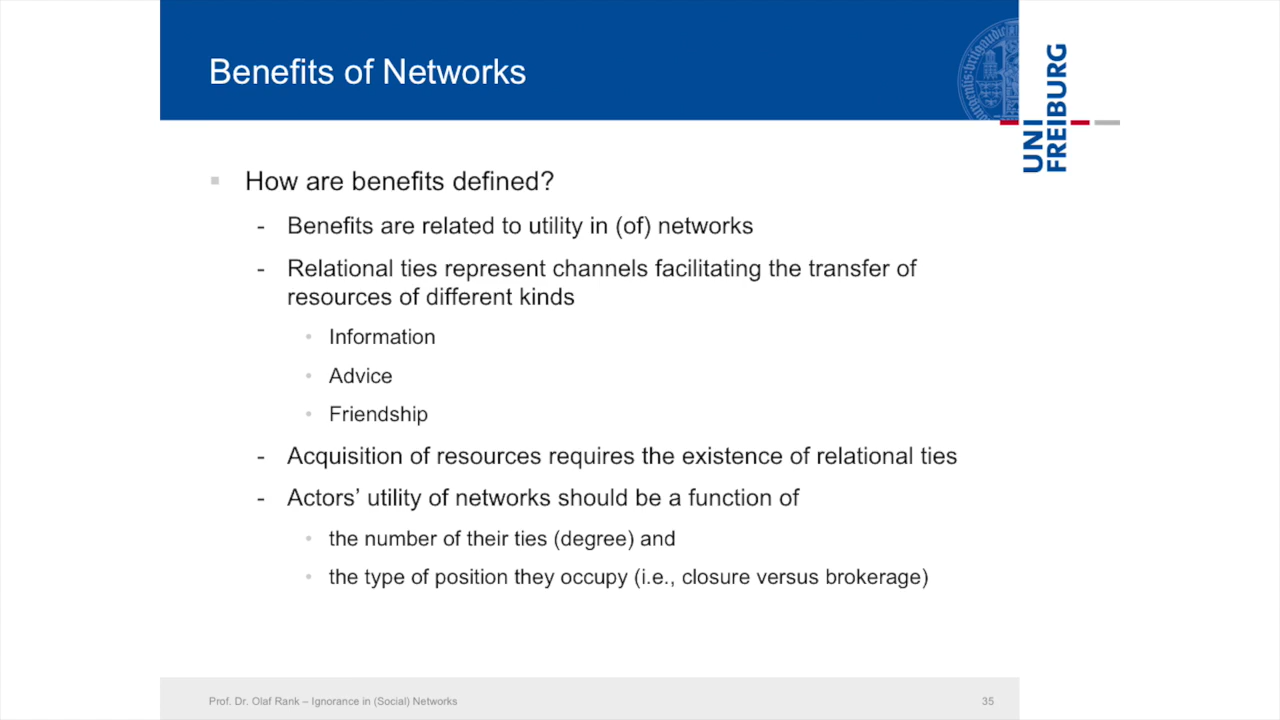 Benefits of Networks
UNI
FREIBURG
▪ How are benefits defined?
- Benefits are related to utility in (of) networks
- Relational ties represent channels facilitating the transfer of
resources of different kinds
• Information
• Advice
• Friendship
- Acquisition of resources requires the existence of relational ties
- Actors’ utility of networks should be a function of
• the number of their ties (degree) and
• the type of position they occupy (i.e., closure versus brokerage)
Prof. Dr. Olaf Rank – Ignorance in (Social) Networks
35